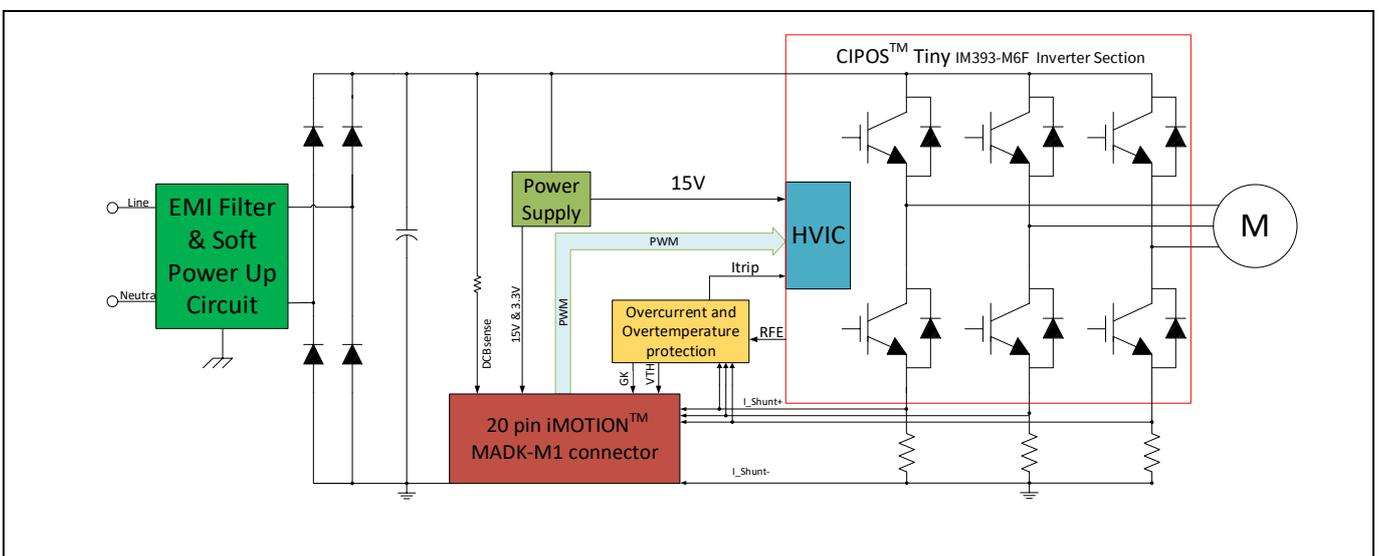 CIPOS™ Tiny IM393-M6F Inverter Section
Line
Neutra
EMI Filter
& Soft
Power Up
Circuit
Power
Supply
15V
HVIC
PWM
M
Itrip
Overcurrent and
Overtemperature
protection
RFE
DCBsense
15V & 3.3V
PWM
GK
VTH
I_Shunt+
20 pin iMOTION™
MADK-M1 connector
I_Shunt-